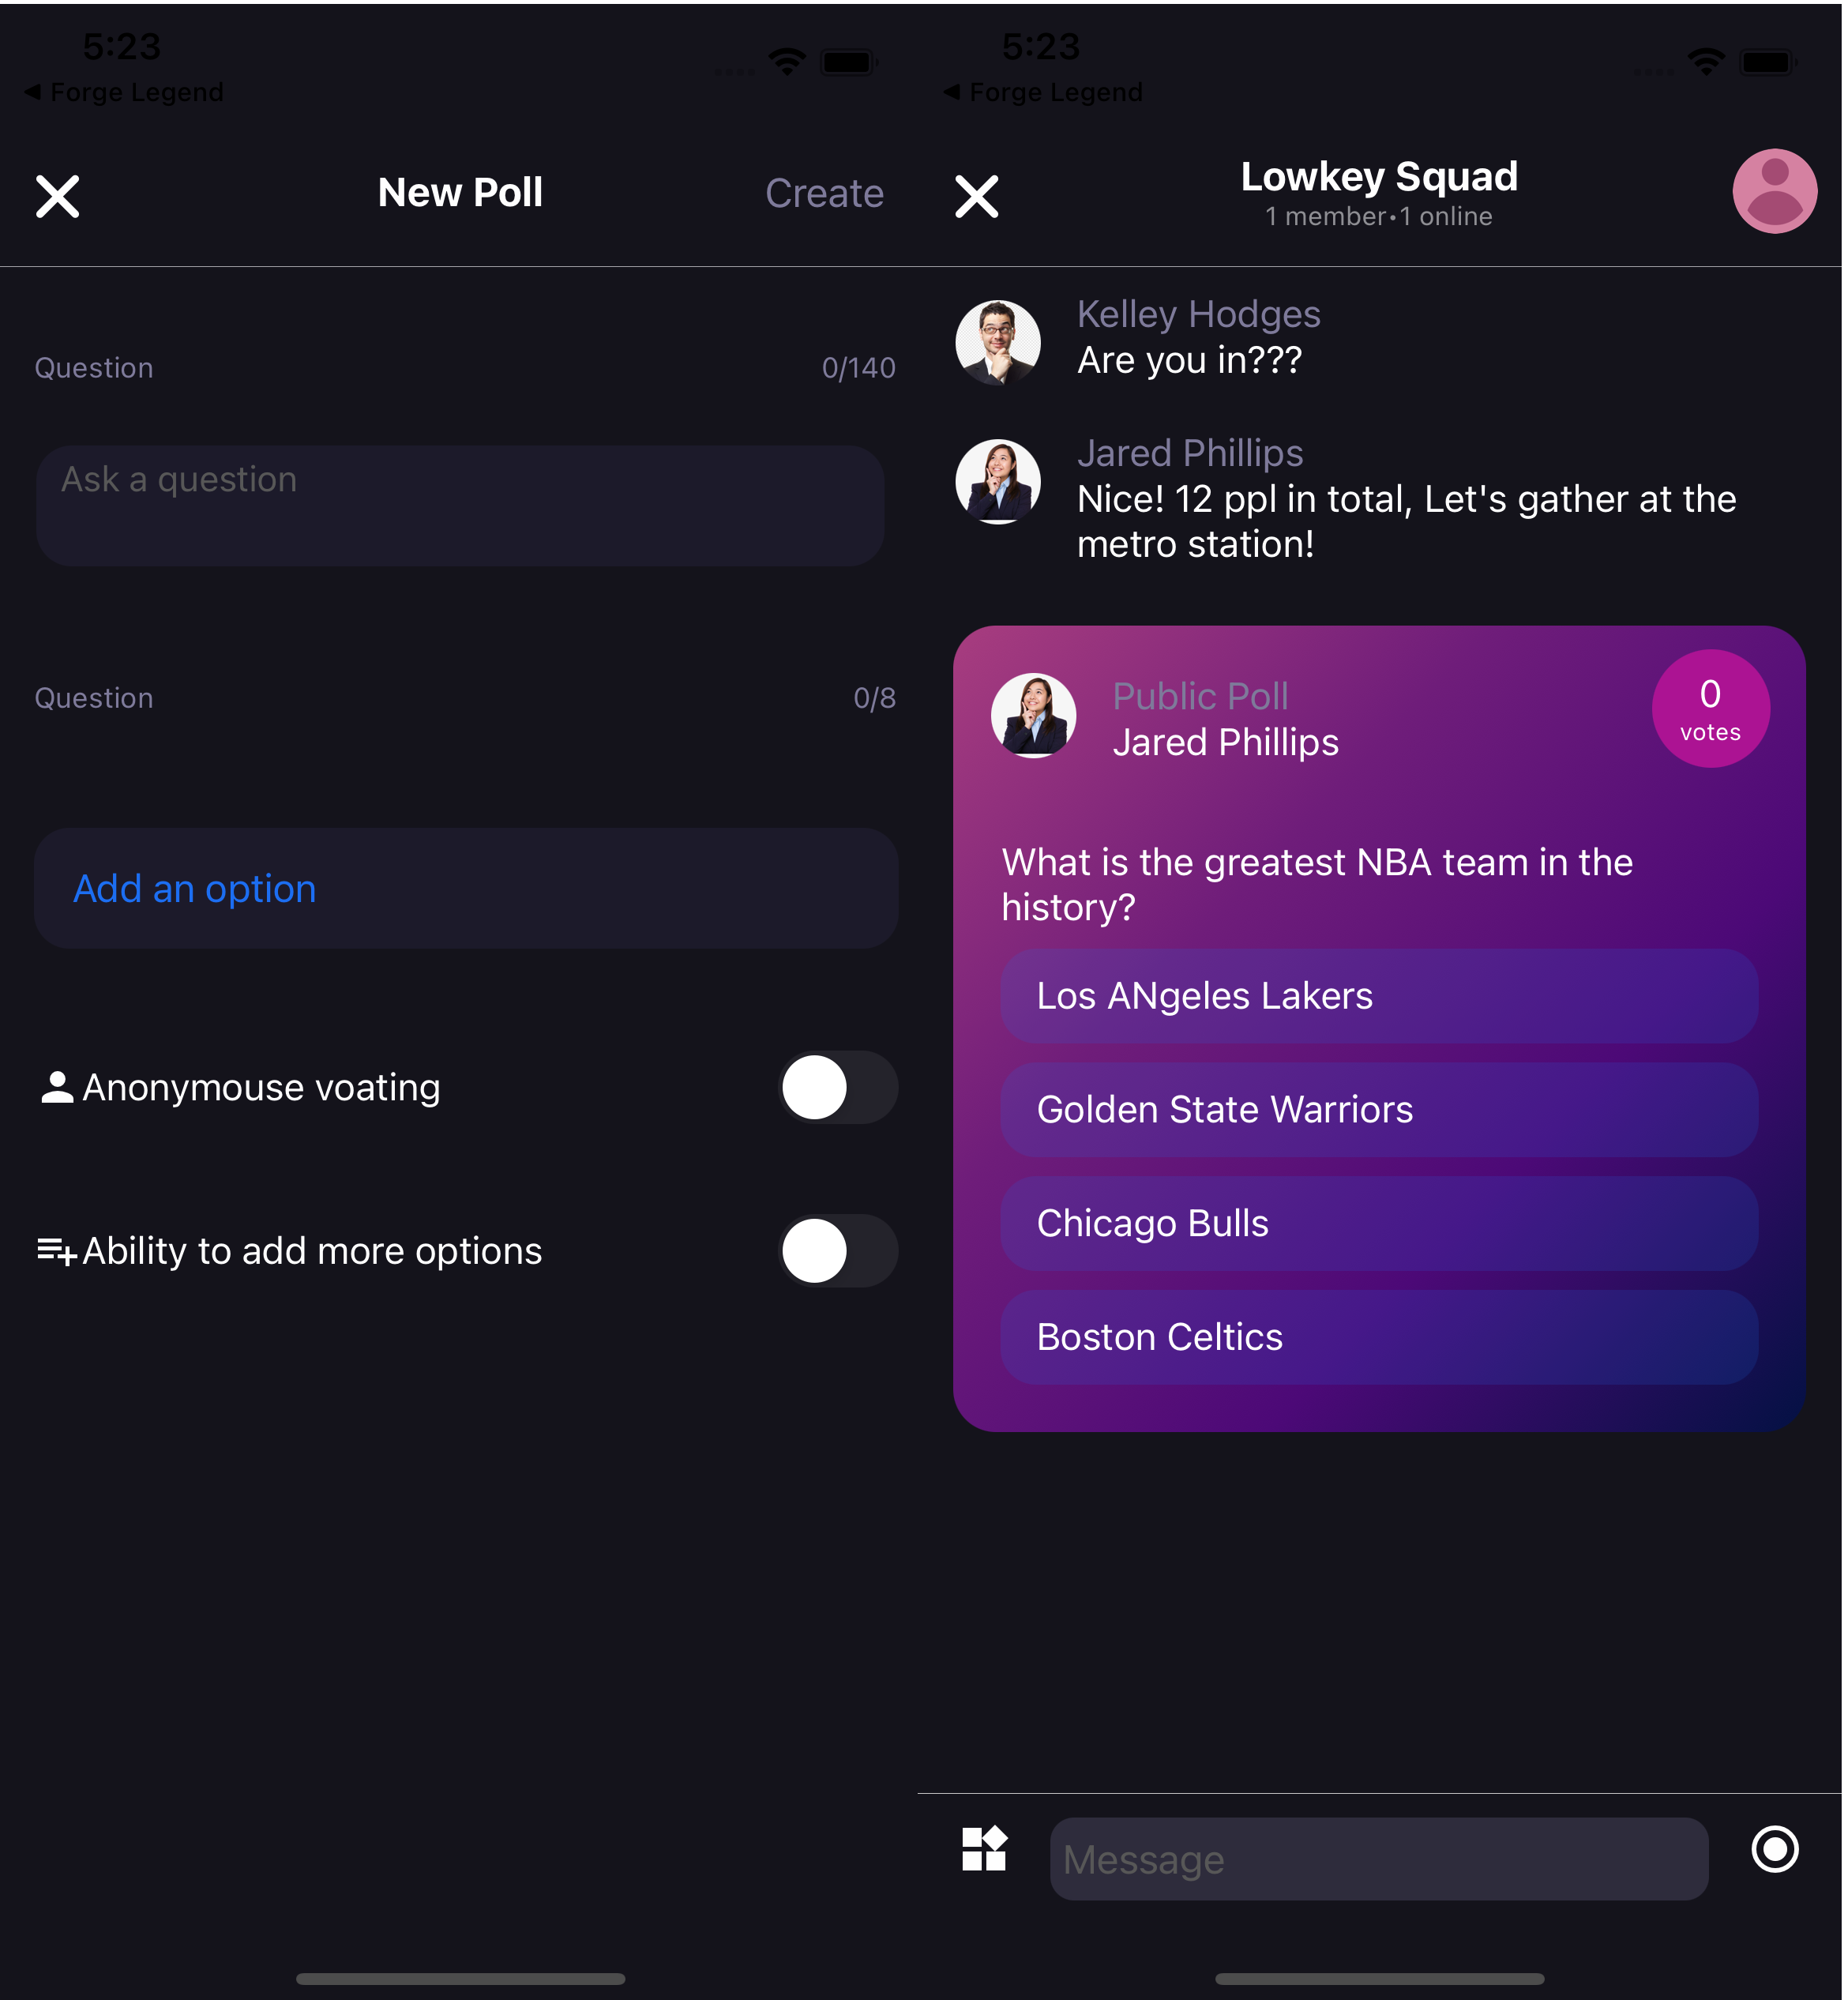 5:23
◀ Forge Legend
New Poll
Create
Question
0/140
Ask a question
Question
0/8
Add an option
Anonymouse voating
Ability to add more options
5:23
◀ Forge Legend
Lowkey Squad
1 member•1 online
Kelley Hodges
Are you in???
Jared Phillips
Nice! 12 ppl in total, Let's gather at the
metro station!
Public Poll
Jared Phillips
0
votes
What is the greatest NBA team in the
history?
Los ANgeles Lakers
Golden State Warriors
Chicago Bulls
Boston Celtics
Message